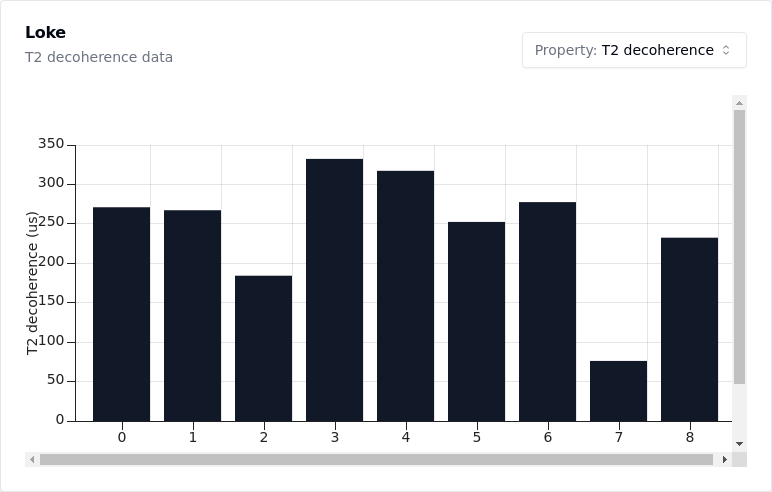 Loke
T2 decoherence data
Property: T2 decoherence
T2 decoherence (us)
350
300
250
200
150
100
50
0
0 1 2 3 4 5 6 7 8